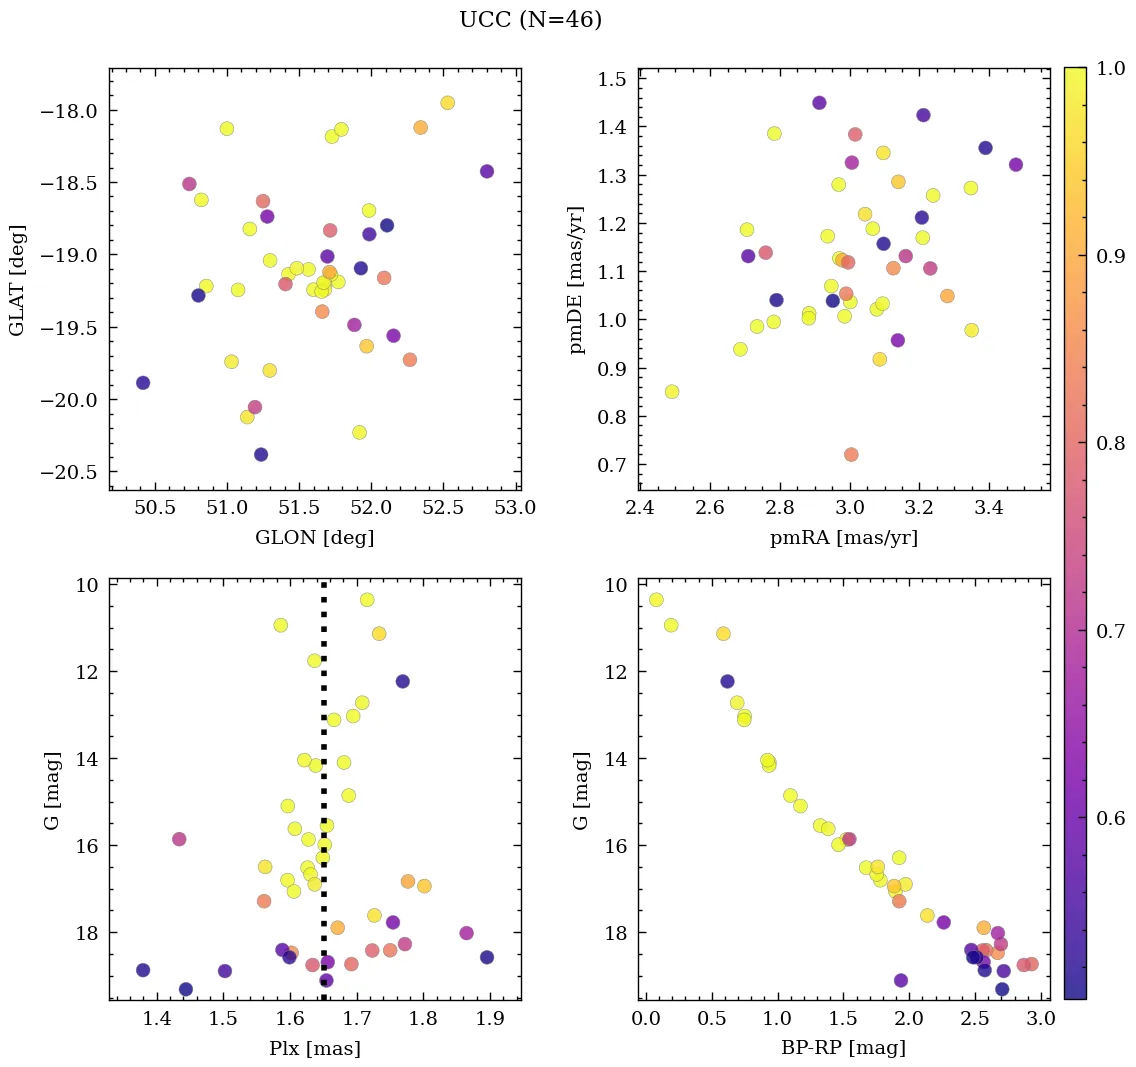 UCC (N=46)
−18.0
−18.5
−19.0
−19.5
−20.0
−20.5
GLAT [deg]
50.5 51.0 51.5 52.0 52.5 53.0
GLON [deg]
1.5
1.4
1.3
1.2
1.1
1.0
0.9
0.8
0.7
pmDE [mas/yr]
2.4 2.6 2.8 3.0 3.2 3.4
pmRA [mas/yr]
1.0
0.9
0.8
0.7
0.6
10
12
14
16
18
G [mag]
1.4 1.5 1.6 1.7 1.8 1.9
Plx [mas]
10
12
14
16
18
G [mag]
0.0 0.5 1.0 1.5 2.0 2.5 3.0
BP-RP [mag]